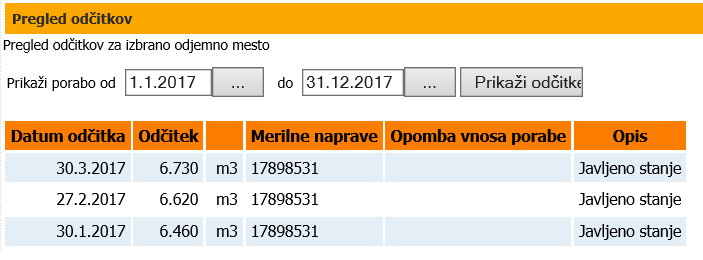 Pregled odčitkov
Pregled odčitkov za izbrano odjemno mesto
Prikaži porabo od 1.1.2017 ... do 31.12.2017 ... Prikaži odčitke
Datum odčitka Odčitek Merilne naprave Opomba vnosa porabe Opis
30.3.2017 6.730 m3 17898531 Javljeno stanje
27.2.2017 6.620 m3 17898531 Javljeno stanje
30.1.2017 6.460 m3 17898531 Javljeno stanje